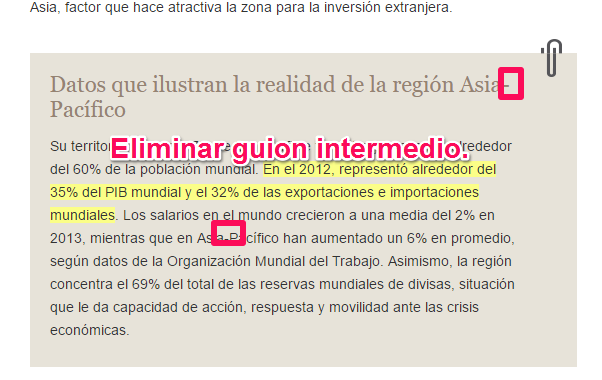 Asia, factor que hace atractiva la zona para la inversión extranjera.
Datos que ilustran la realidad de la región Asia-
Pacífico
Eliminar guion intermedio.
Su territor rededor
del 60% de la población mundial. En el 2012, representó alrededor del
35% del PIB mundial y el 32% de las exportaciones e importaciones
mundiales. Los salarios en el mundo crecieron a una media del 2% en
2013, mientras que en Asia-Pacífico han aumentado un 6% en promedio,
según datos de la Organización Mundial del Trabajo. Asimismo, la región
concentra el 69% del total de las reservas mundiales de divisas, situación
que le da capacidad de acción, respuesta y movilidad ante las crisis
económicas.